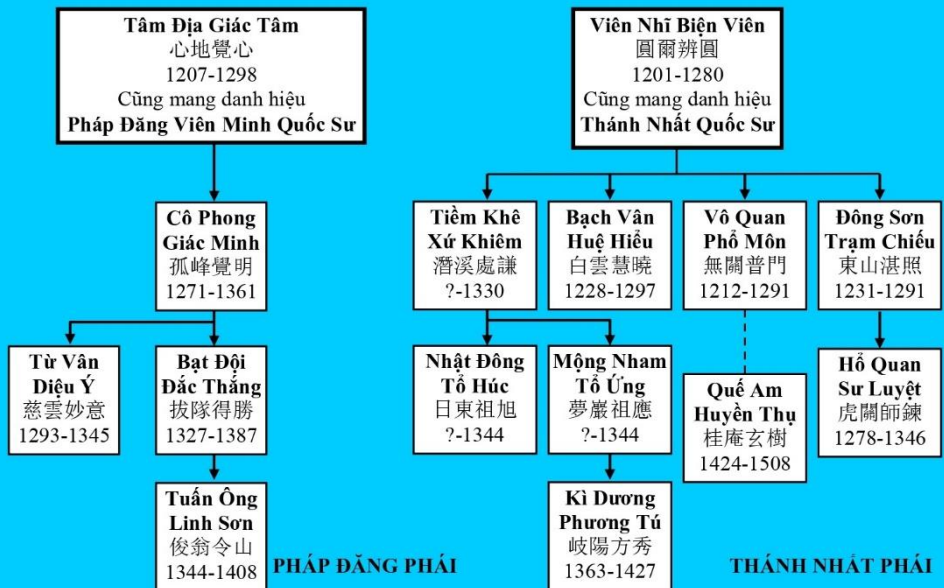 Tâm Địa Giác Tâm
心地覺心
1207-1298
Cũng mang danh hiệu
Pháp Đăng Viên Minh Quốc Sư
Viên Nhĩ Biện Viên
圓爾辨圓
1201-1280
Cũng mang danh hiệu
Thánh Nhất Quốc Sư
Cô Phong
Giác Minh
孤峰覺明
1271-1361
Tiềm Khê
Xứ Khiêm
潛溪處謙
?-1330
Bạch Vân
Huệ Hiểu
白雲慧曉
1228-1297
Vô Quan
Phổ Môn
無關普門
1212-1291
Đông Sơn
Trạm Chiếu
東山湛照
1231-1291
Từ Vân
Diệu Ý
慈雲妙意
1293-1345
Bạt Đội
Đắc Thắng
拔隊得勝
1327-1387
Nhật Đông
Tổ Húc
日東祖旭
?-1344
Mộng Nham
Tổ Ứng
夢巖祖應
?-1344
Quế Am
Huyền Thụ
桂庵玄樹
1424-1508
Hổ Quan
Sư Luyệt
虎關師鍊
1278-1346
Tuấn Ông
Linh Sơn
俊翁令山
1344-1408
Kì Dương
Phương Tú
岐陽方秀
1363-1427
PHÁP ĐĂNG PHÁI
THÁNH NHẤT PHÁI